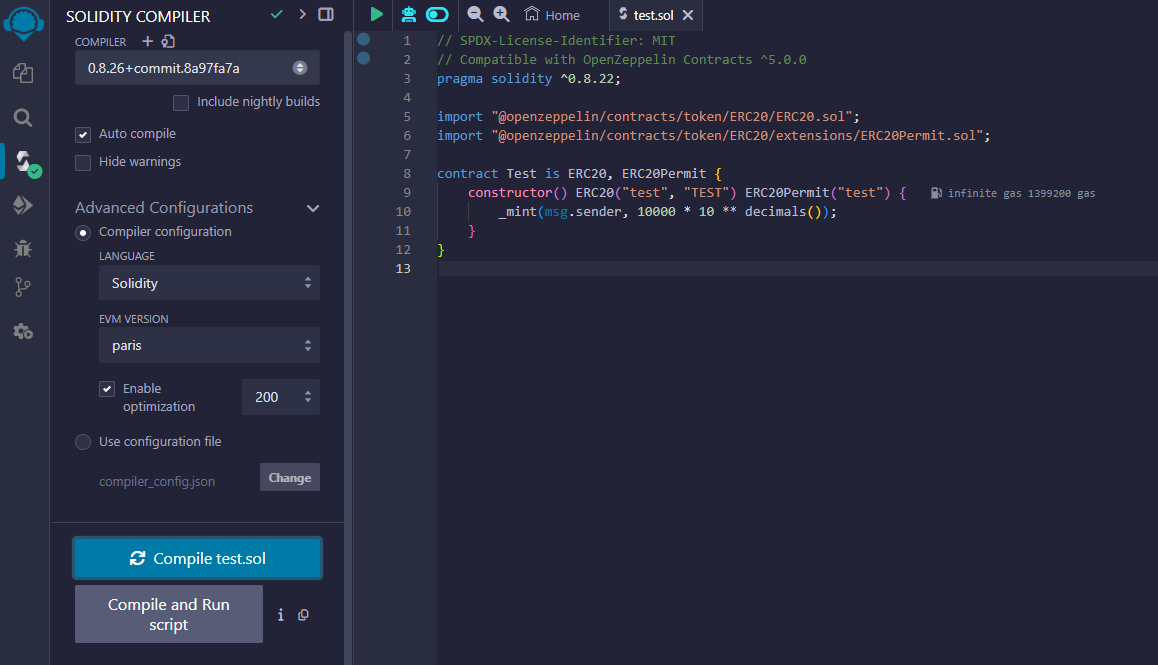 SOLIDITY COMPILER
COMPILER
0.8.26+commit.8a97fa7a
Include nightly builds
Auto compile
Hide warnings
Advanced Configurations
Compiler configuration
LANGUAGE
Solidity
EVM VERSION
paris
Enable
optimization
200
Use configuration file
compiler_config.json
Change
Compile test.sol
Compile and Run
script
i
Home
test.sol
1 // SPDX-License-Identifier: MIT
2 // Compatible with OpenZeppelin Contracts ^5.0.0
3 pragma solidity ^0.8.22;
4
5 import "@openzeppelin/contracts/token/ERC20/ERC20.sol";
6 import "@openzeppelin/contracts/token/ERC20/extensions/ERC20Permit.sol";
7
8 contract Test is ERC20, ERC20Permit {
9 constructor() ERC20("test", "TEST") ERC20Permit("test") { infinite gas 1399200 gas
10 _mint(msg.sender, 10000 * 10 ** decimals());
11 }
12 }
13